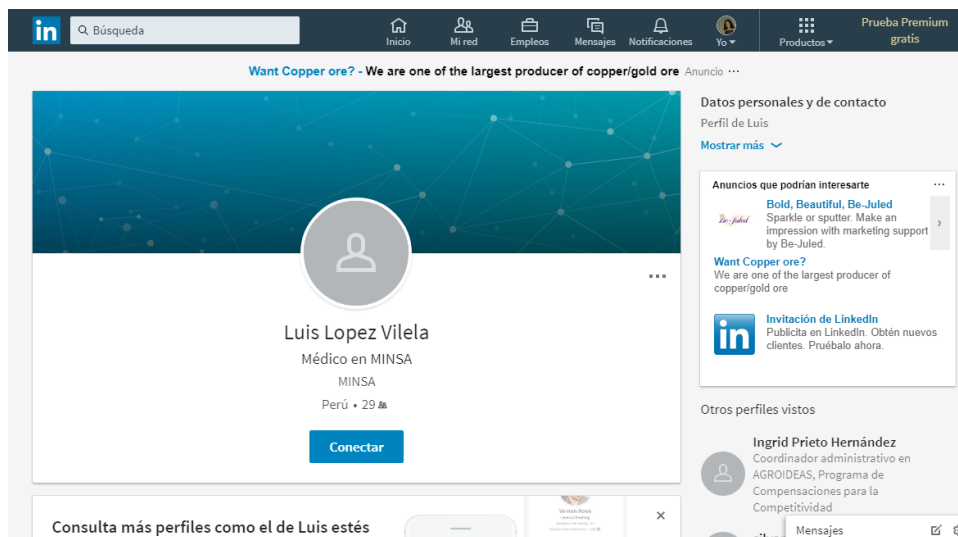 in
Búsqueda
Inicio
Mi red
Empleos
Mensajes
Notificaciones
Yo
Productos
Prueba Premium
gratis
Want Copper ore? - We are one of the largest producer of copper/gold ore Anuncio ···
Luis Lopez Vilela
Médico en MINSA
MINSA
Perú • 29
Conectar
Consulta más perfiles como el de Luis estés
Datos personales y de contacto
Perfil de Luis
Mostrar más
Anuncios que podrían interesarte
Be-Juled
Bold, Beautiful, Be-Juled
Sparkle or sputter. Make an
impression with marketing support
by Be-Juled.
Want Copper ore?
We are one of the largest producer of
copper/gold ore
in
Invitación de LinkedIn
Publicita en LinkedIn. Obtén nuevos
clientes. Pruébalo ahora.
Otros perfiles vistos
Ingrid Prieto Hernández
Coordinador administrativo en
AGROIDEAS, Programa de
Compensaciones para la
Competitividad
Mensajes